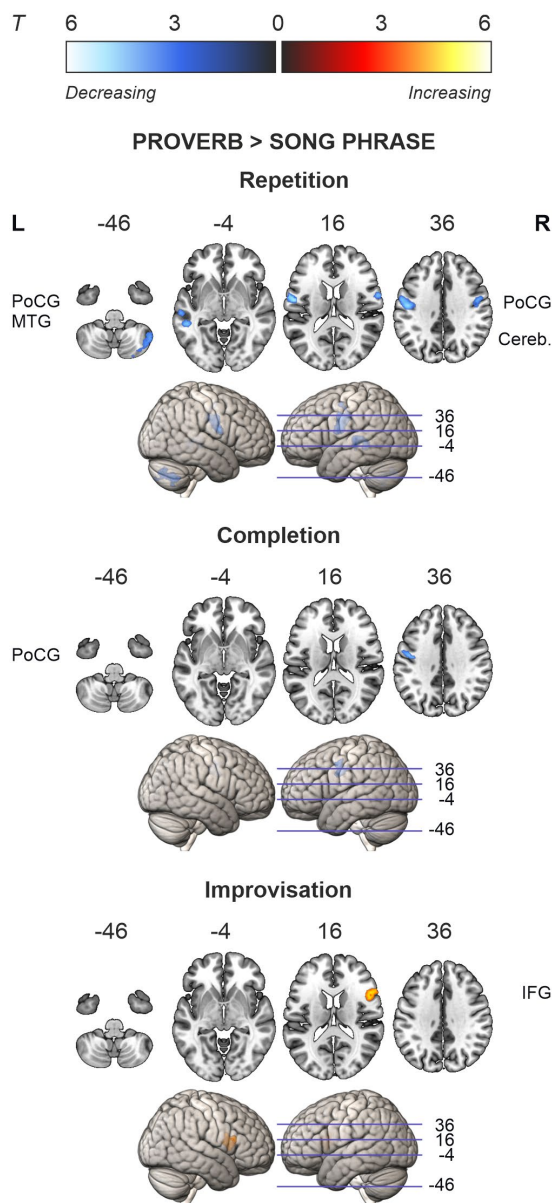 T 6 3 0 3 6
Decreasing Increasing
PROVERB > SONG PHRASE
Repetition
L -46 -4 16 36 R
PoCG PoCG
MTG
Cereb.
36
16
-4
-46
Completion
-46 -4 16 36
PoCG
36
16
-4
-46
Improvisation
-46 -4 16 36
IFG
36
16
-4
-46